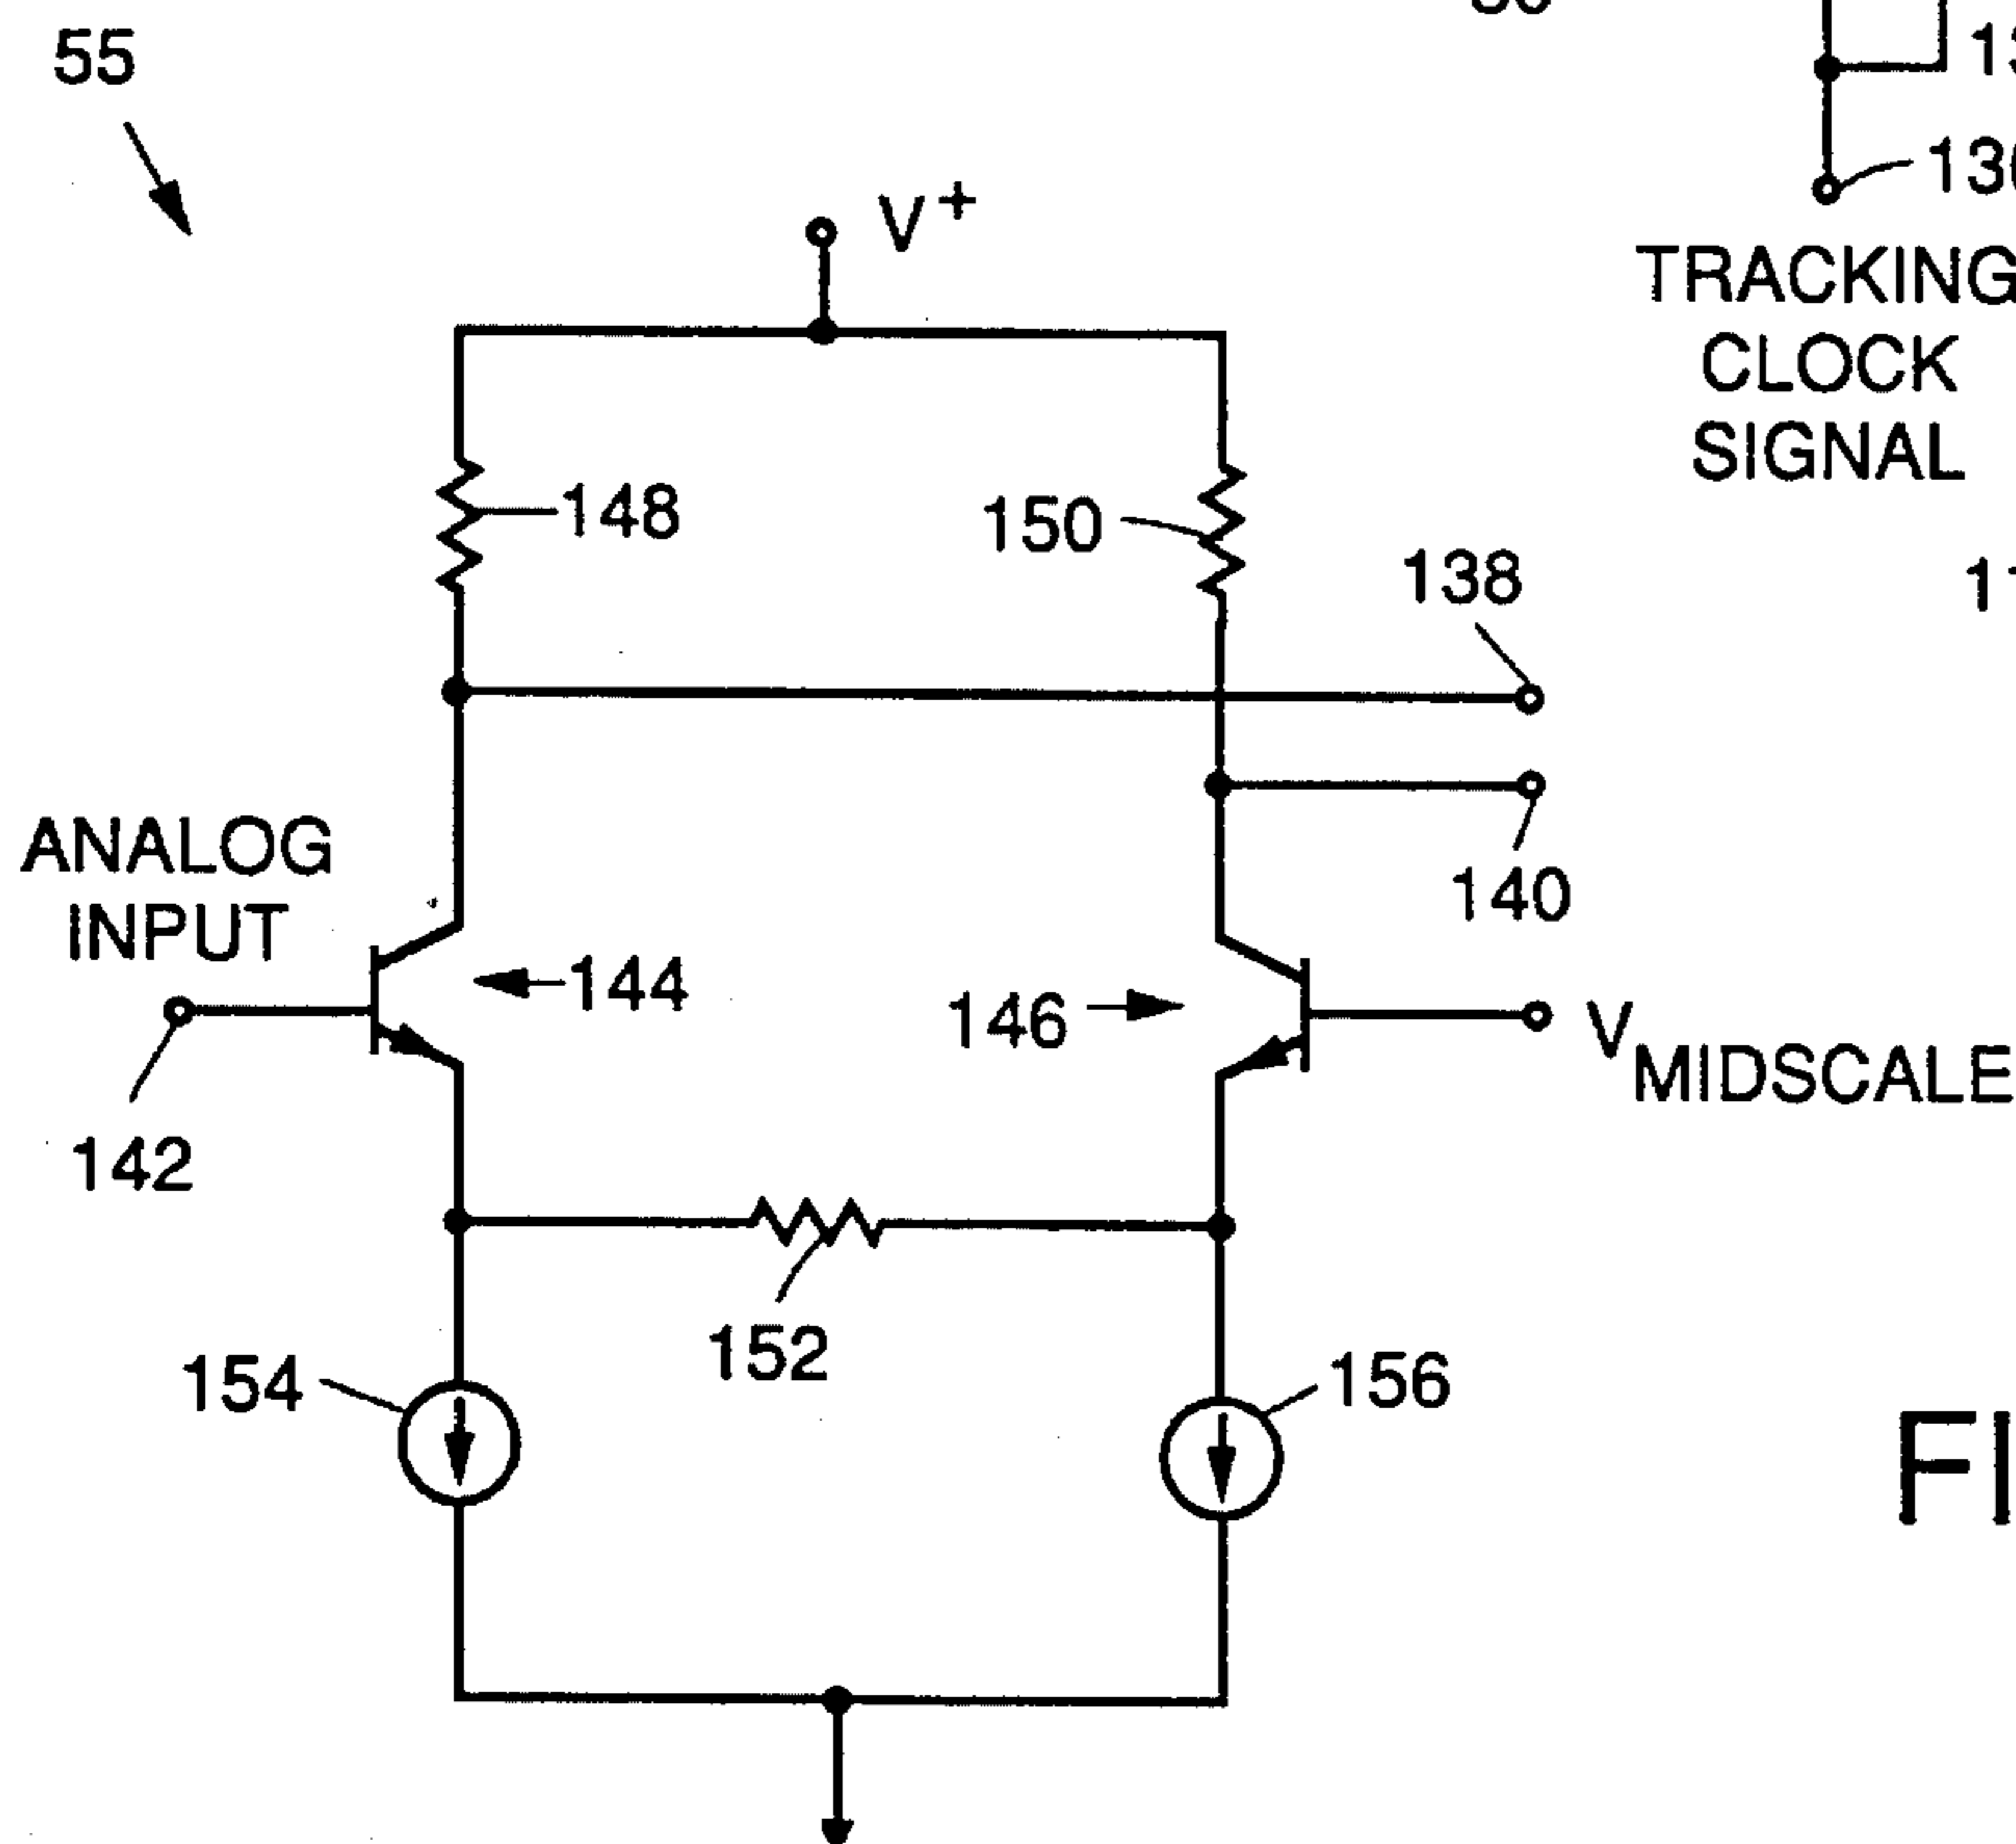 55
V+
TRACKING
CLOCK
SIGNAL
148
150
138
140
ANALOG
INPUT
144
146
VMIDSCALE
142
152
154
156